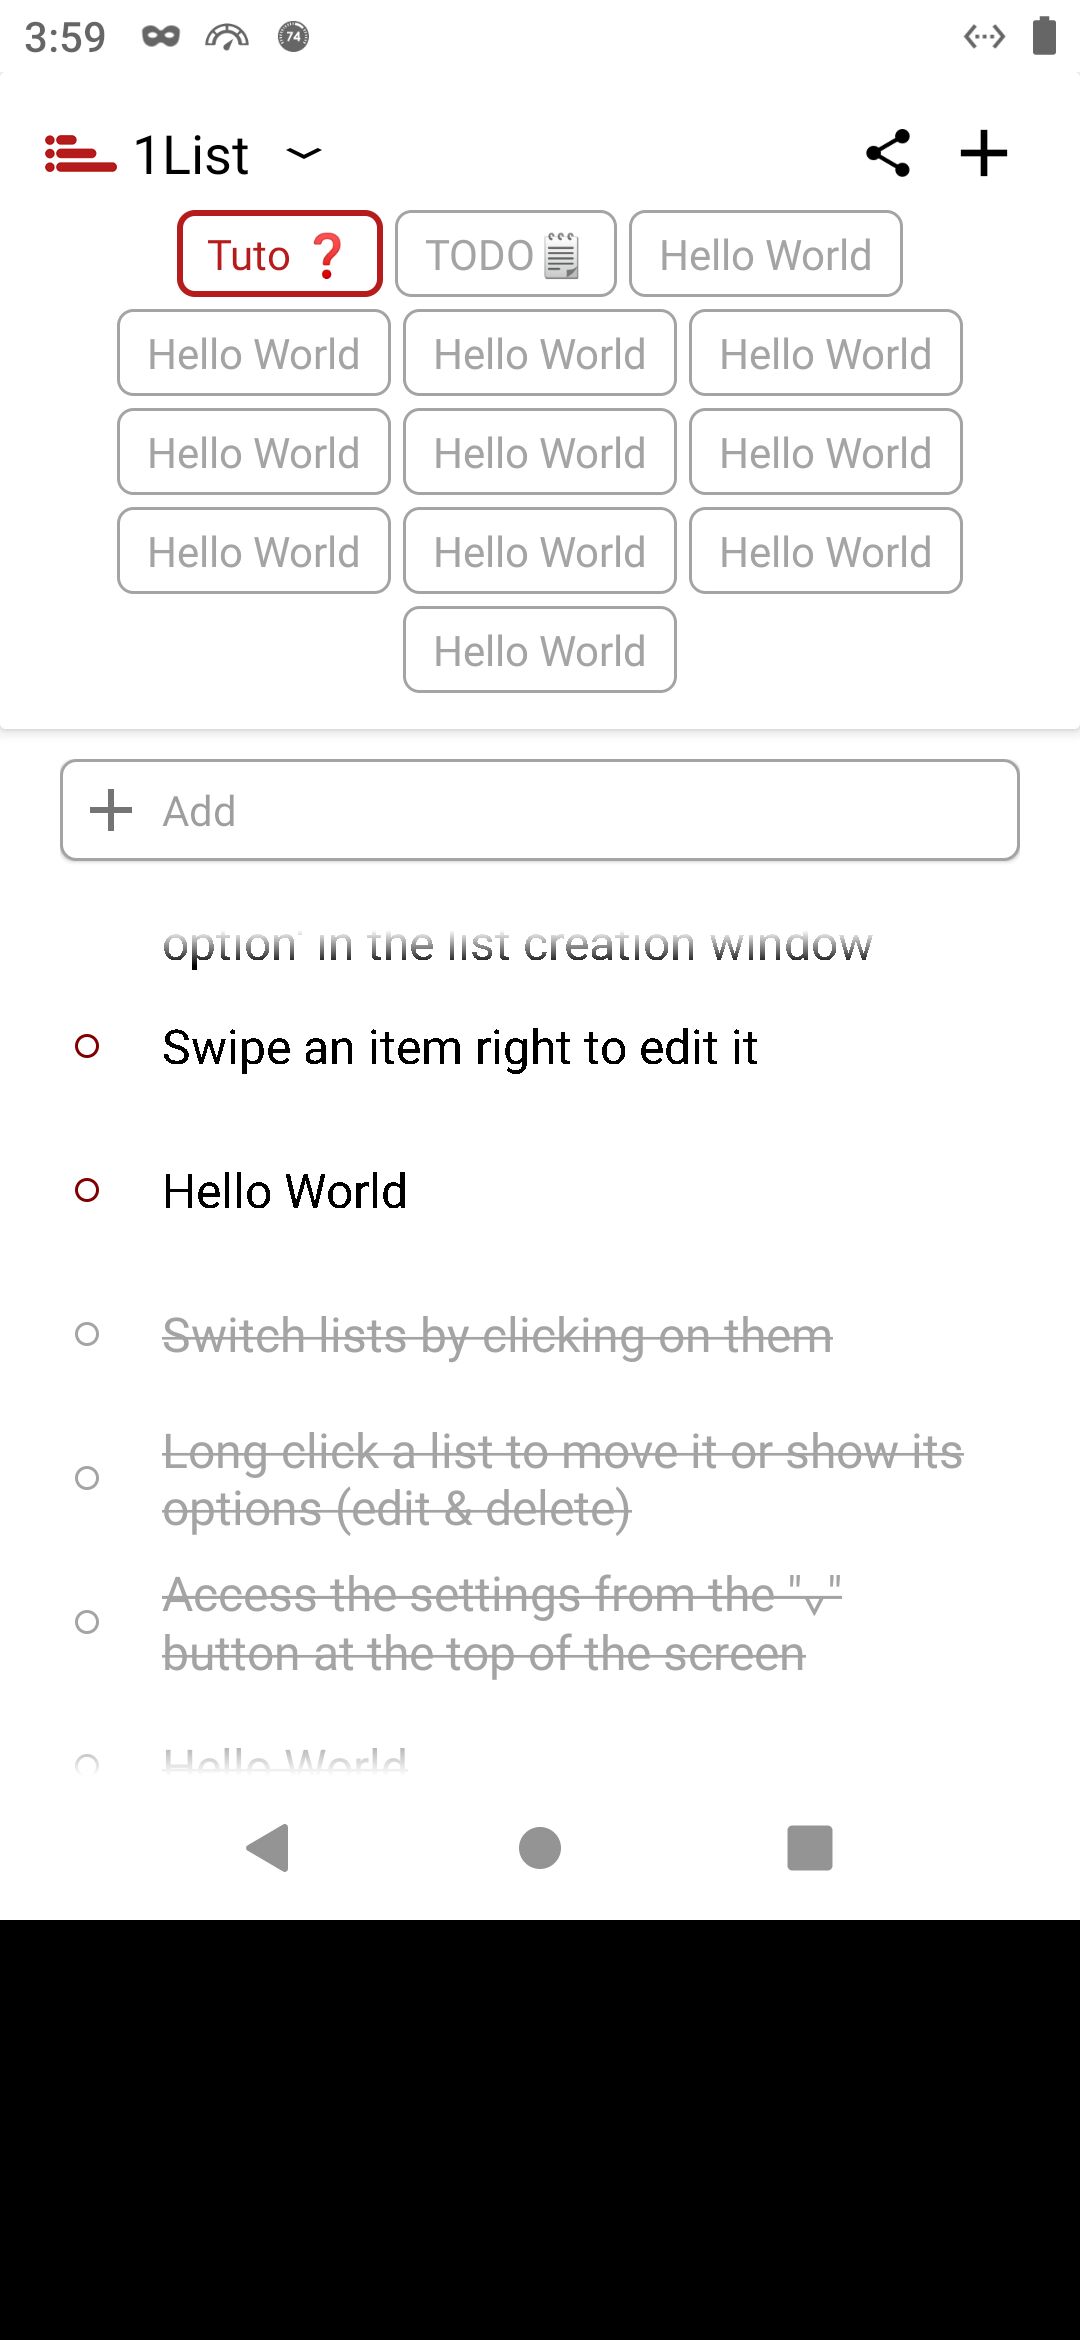 3:59
74
1List
Tuto ❓ TODO🗒 Hello World
Hello World Hello World Hello World
Hello World Hello World Hello World
Hello World Hello World Hello World
Hello World
Add
option' in the list creation window
Swipe an item right to edit it
Hello World
Switch lists by clicking on them
Long click a list to move it or show its
options (edit & delete)
Access the settings from the "⌄"
button at the top of the screen
Hello World